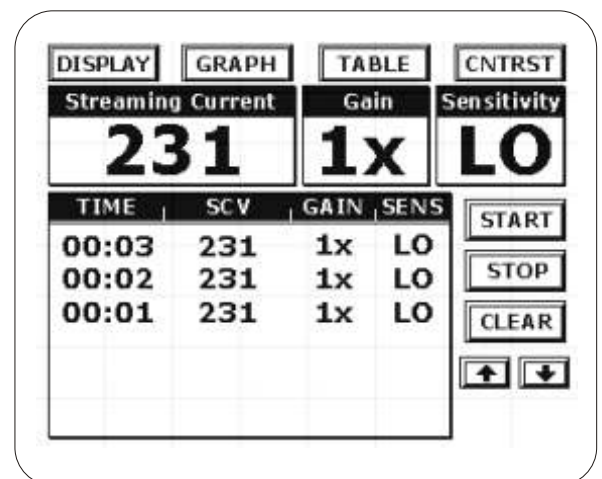 DISPLAY GRAPH TABLE CNTRST
Streaming Current Gain Sensitivity
231 1x LO
TIME SCV GAIN SENS
START
00:03 231 1x LO
00:02 231 1x LO
STOP
00:01 231 1x LO
CLEAR